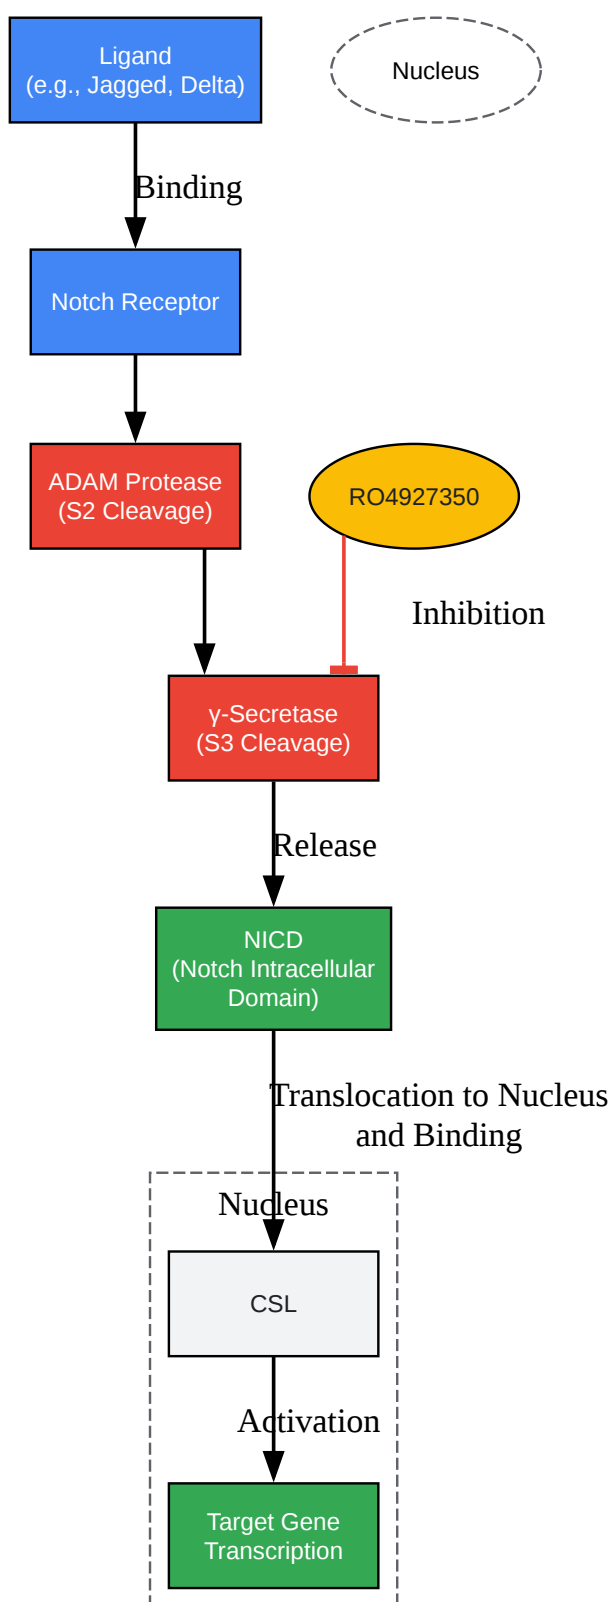 Ligand
(e.g., Jagged, Delta)
Nucleus
Binding
Notch Receptor
ADAM Protease
(S2 Cleavage)
RO4927350
Inhibition
γ-Secretase
(S3 Cleavage)
Release
NICD
(Notch Intracellular
Domain)
Translocation to Nucleus
and Binding
Nucleus
CSL
Activation
Target Gene
Transcription